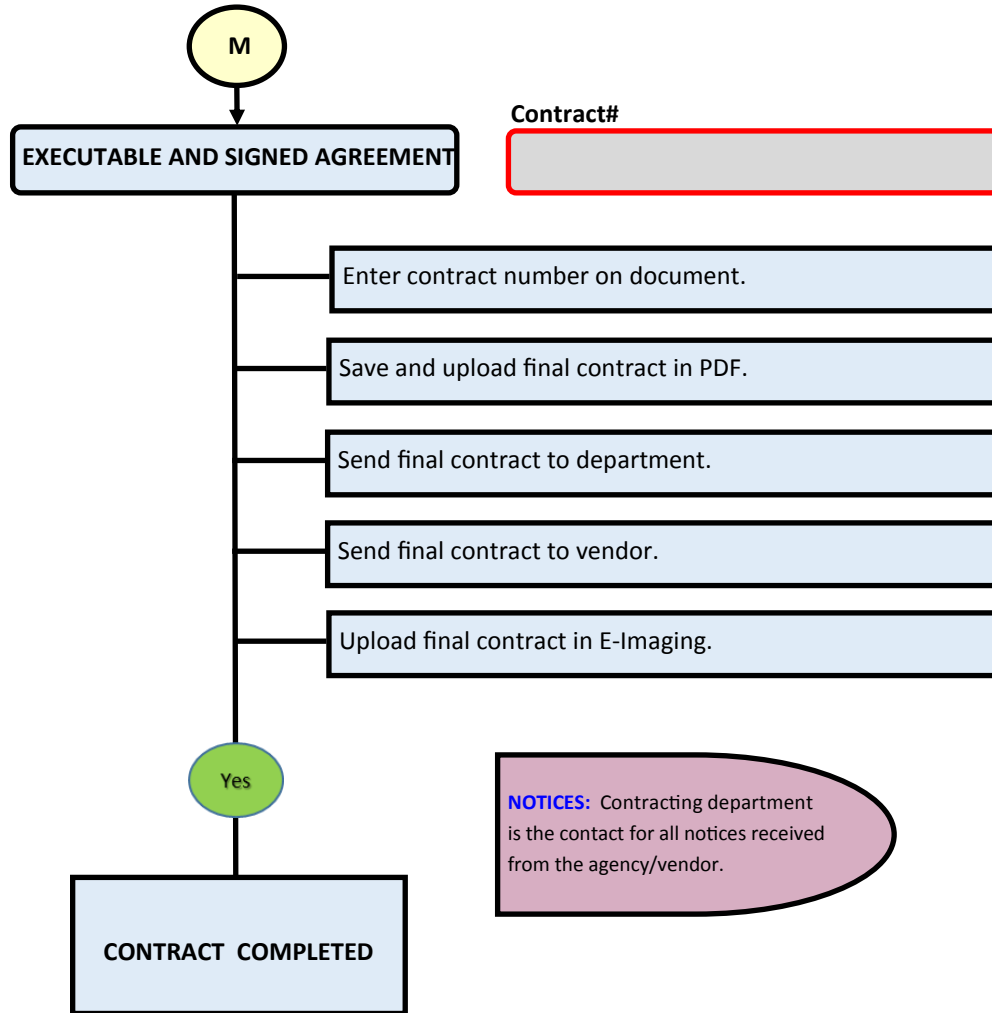 M
Contract#
EXECUTABLE AND SIGNED AGREEMENT
Enter contract number on document.
Save and upload final contract in PDF.
Send final contract to department.
Send final contract to vendor.
Upload final contract in E-Imaging.
Yes
NOTICES: Contracting department
is the contact for all notices received
from the agency/vendor.
CONTRACT COMPLETED